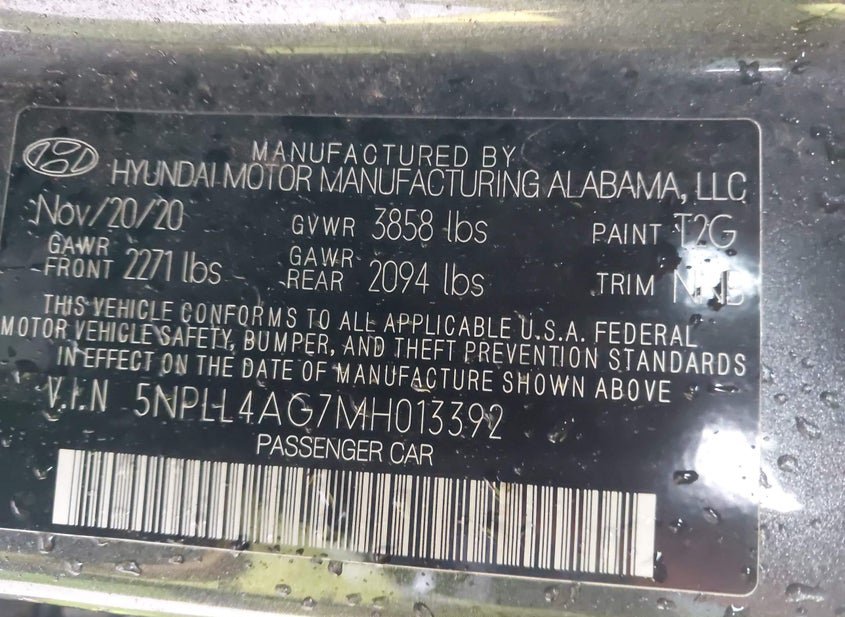 MANUFACTURED BY
HYUNDAI MOTOR MANUFACTURING ALABAMA, LLC
Nov/20/20 GVWR 3858 lbs PAINT T2G
GAWR FRONT 2271 lbs GAWR REAR 2094 lbs TRIM
THIS VEHICLE CONFORMS TO ALL APPLICABLE U.S.A. FEDERAL
MOTOR VEHICLE SAFETY, BUMPER, AND THEFT PREVENTION STANDARDS
IN EFFECT ON THE DATE OF MANUFACTURE SHOWN ABOVE
V.I.N 5NPLL4AG7MH013392
PASSENGER CAR